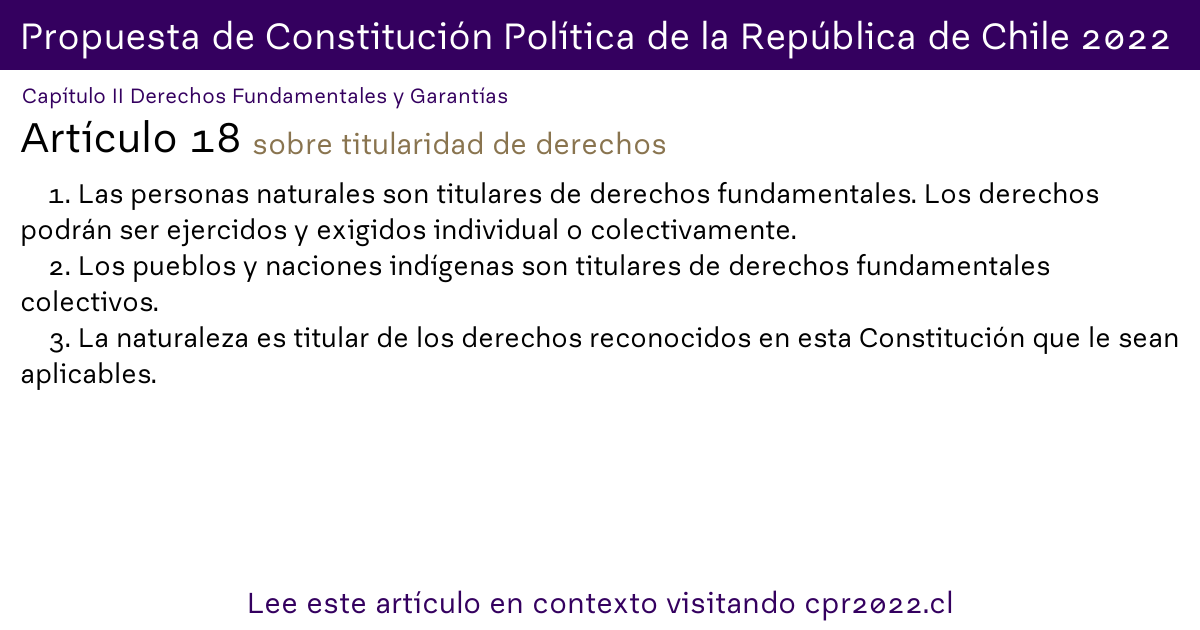 Propuesta de Constitución Política de la República de Chile 2022
Capítulo II Derechos Fundamentales y Garantías
Artículo 18 sobre titularidad de derechos
1. Las personas naturales son titulares de derechos fundamentales. Los derechos
podrán ser ejercidos y exigidos individual o colectivamente.
2. Los pueblos y naciones indígenas son titulares de derechos fundamentales
colectivos.
3. La naturaleza es titular de los derechos reconocidos en esta Constitución que le sean
aplicables.
Lee este artículo en contexto visitando cpr2022.cl